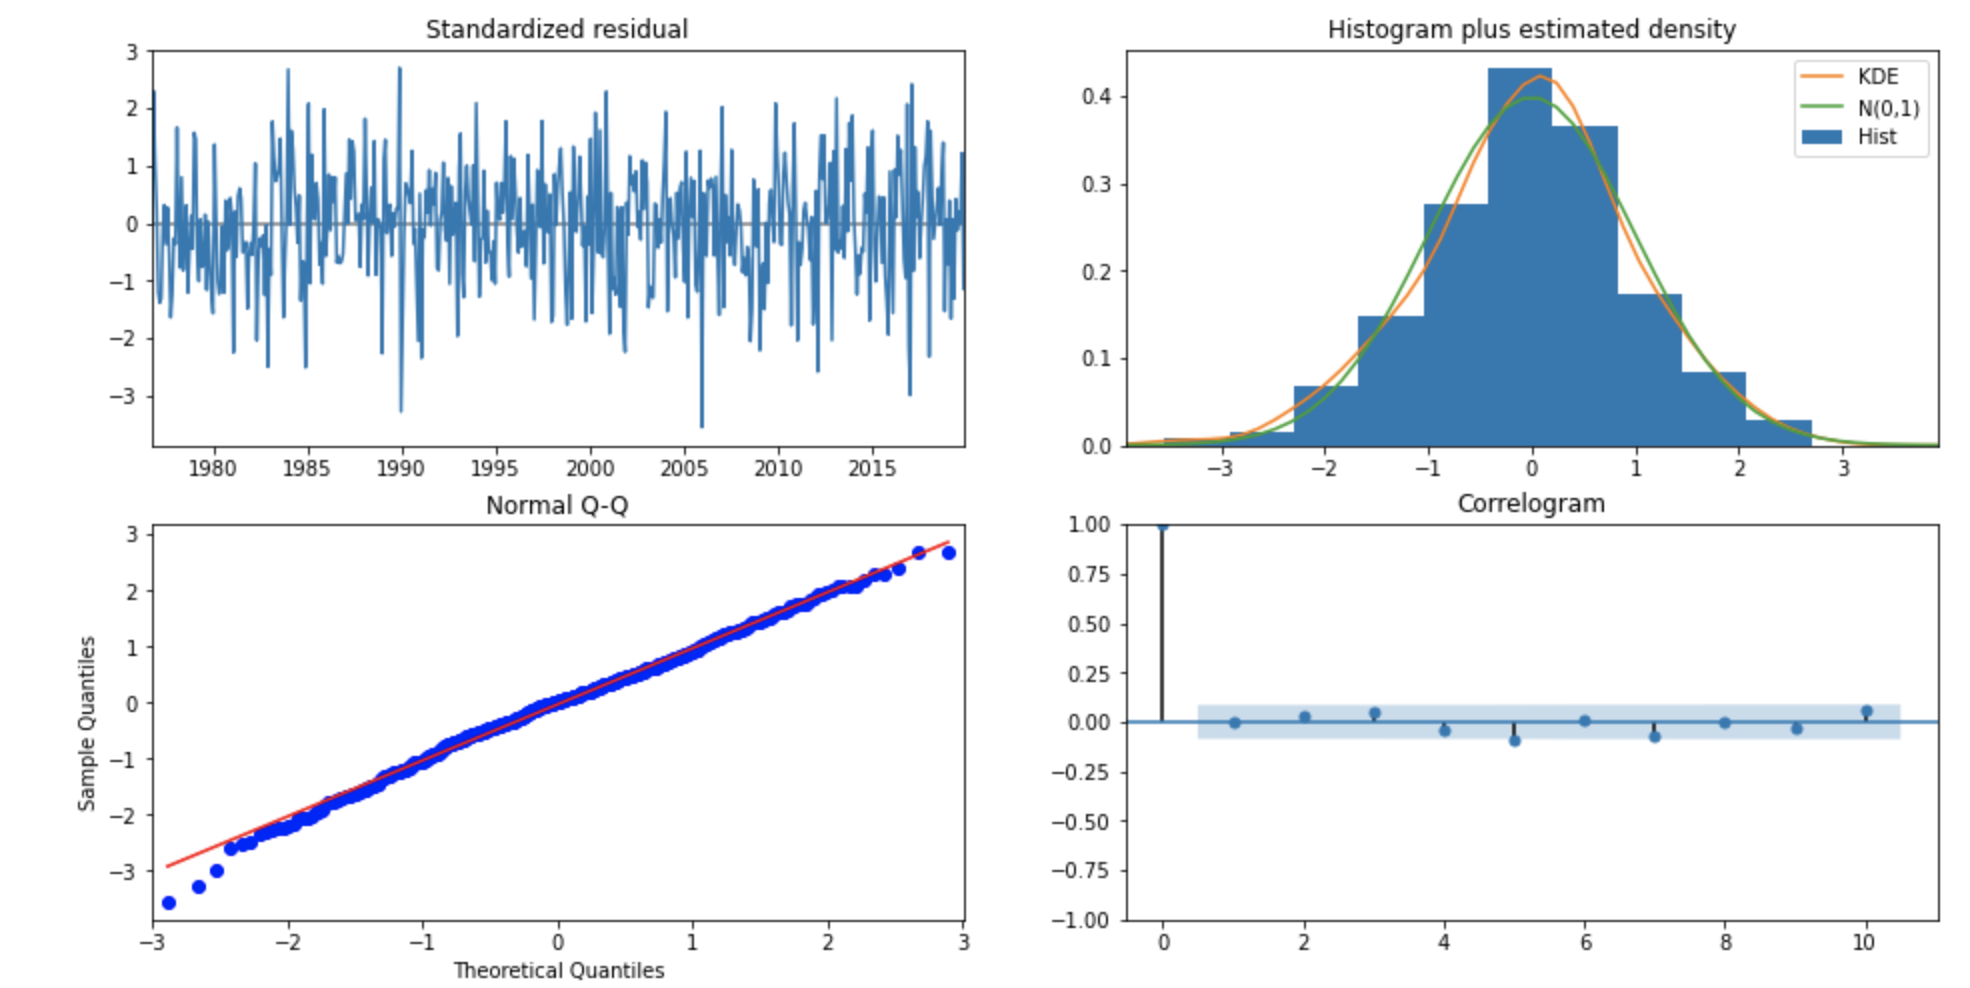 Standardized residual
3
2
1
0
−1
−2
−3
1980 1985 1990 1995 2000 2005 2010 2015
Histogram plus estimated density
KDE
N(0,1)
Hist
0.4
0.3
0.2
0.1
0.0
−3 −2 −1 0 1 2 3
Normal Q-Q
Sample Quantiles
3
2
1
0
−1
−2
−3
−3 −2 −1 0 1 2 3
Theoretical Quantiles
Correlogram
1.00
0.75
0.50
0.25
0.00
−0.25
−0.50
−0.75
−1.00
0 2 4 6 8 10